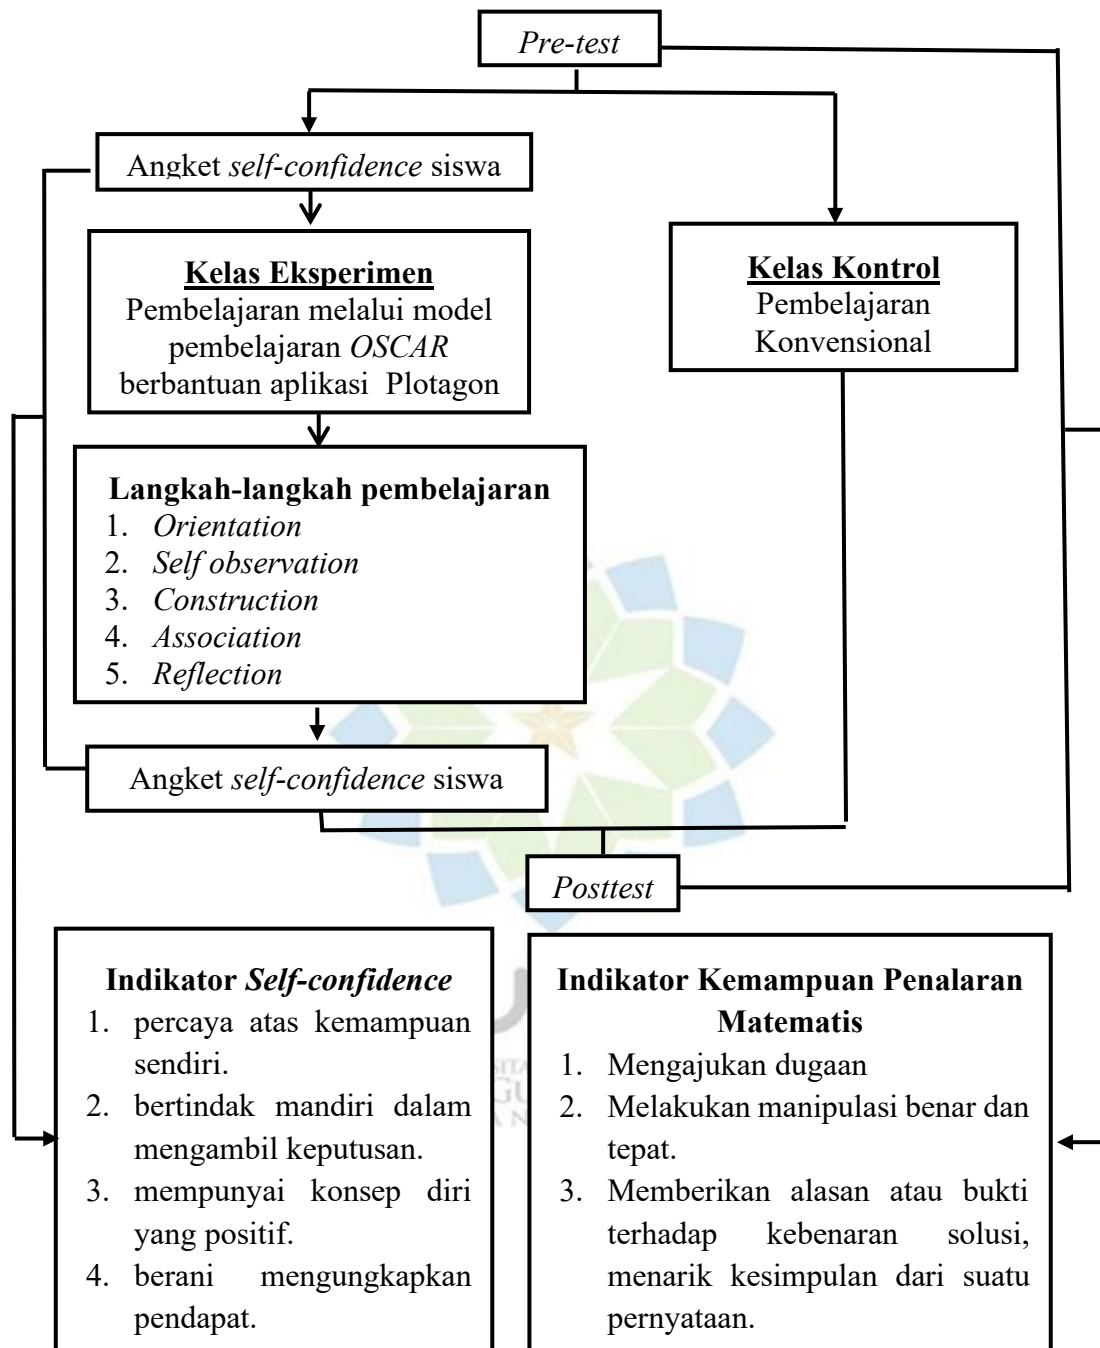 Pre-test
Angket self-confidence siswa
Kelas Eksperimen
Pembelajaran melalui model
pembelajaran OSCAR
berbantuan aplikasi Plotagon
Kelas Kontrol
Pembelajaran
Konvensional
Langkah-langkah pembelajaran
1. Orientation
2. Self observation
3. Construction
4. Association
5. Reflection
Angket self-confidence siswa
Posttest
Indikator Self-confidence
1. percaya atas kemampuan
sendiri.
2. bertindak mandiri dalam
mengambil keputusan.
3. mempunyai konsep diri
yang positif.
4. berani mengungkapkan
pendapat.
Indikator Kemampuan Penalaran
Matematis
1. Mengajukan dugaan
2. Melakukan manipulasi benar dan
tepat.
3. Memberikan alasan atau bukti
terhadap kebenaran solusi,
menarik kesimpulan dari suatu
pernyataan.